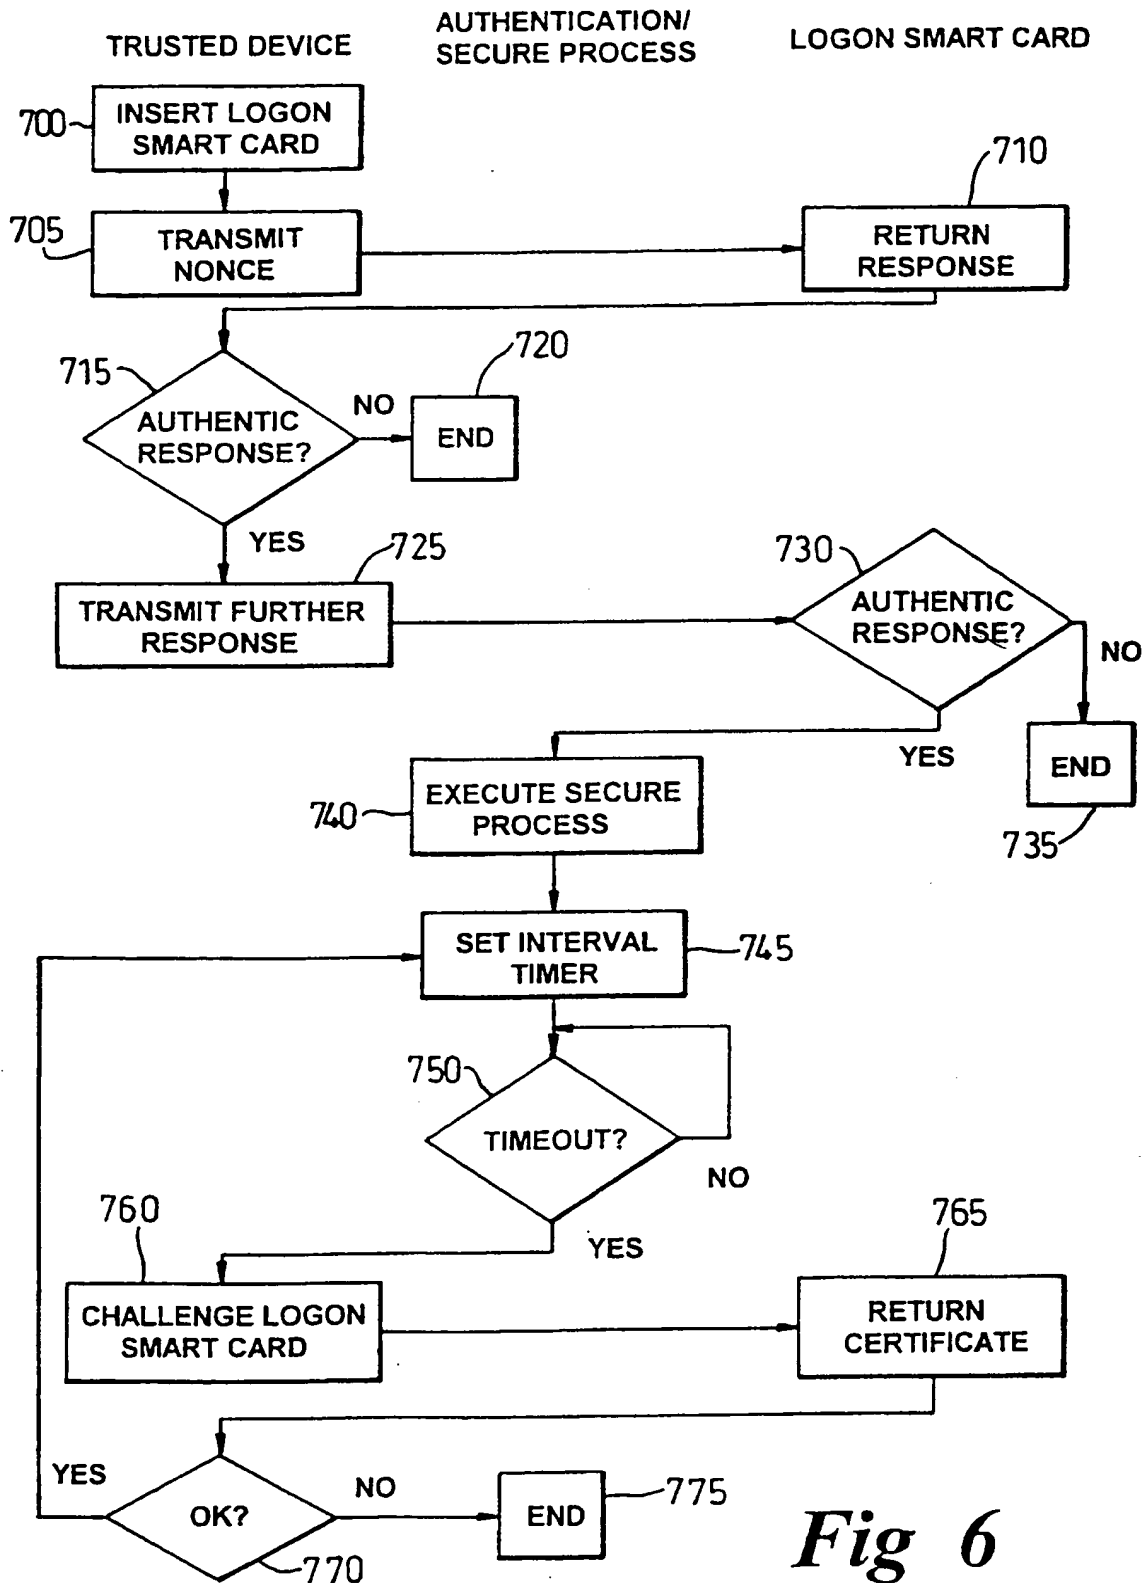 TRUSTED DEVICE
AUTHENTICATION/
SECURE PROCESS
LOGON SMART CARD
700
INSERT LOGON
SMART CARD
710
705
TRANSMIT
NONCE
RETURN
RESPONSE
715
720
AUTHENTIC
RESPONSE?
NO
END
YES
725
730
TRANSMIT FURTHER
RESPONSE
AUTHENTIC
RESPONSE?
NO
YES
END
735
740
EXECUTE SECURE
PROCESS
SET INTERVAL
TIMER
745
750
TIMEOUT?
NO
YES
760
765
CHALLENGE LOGON
SMART CARD
RETURN
CERTIFICATE
YES
OK?
NO
END
775
770
Fig 6